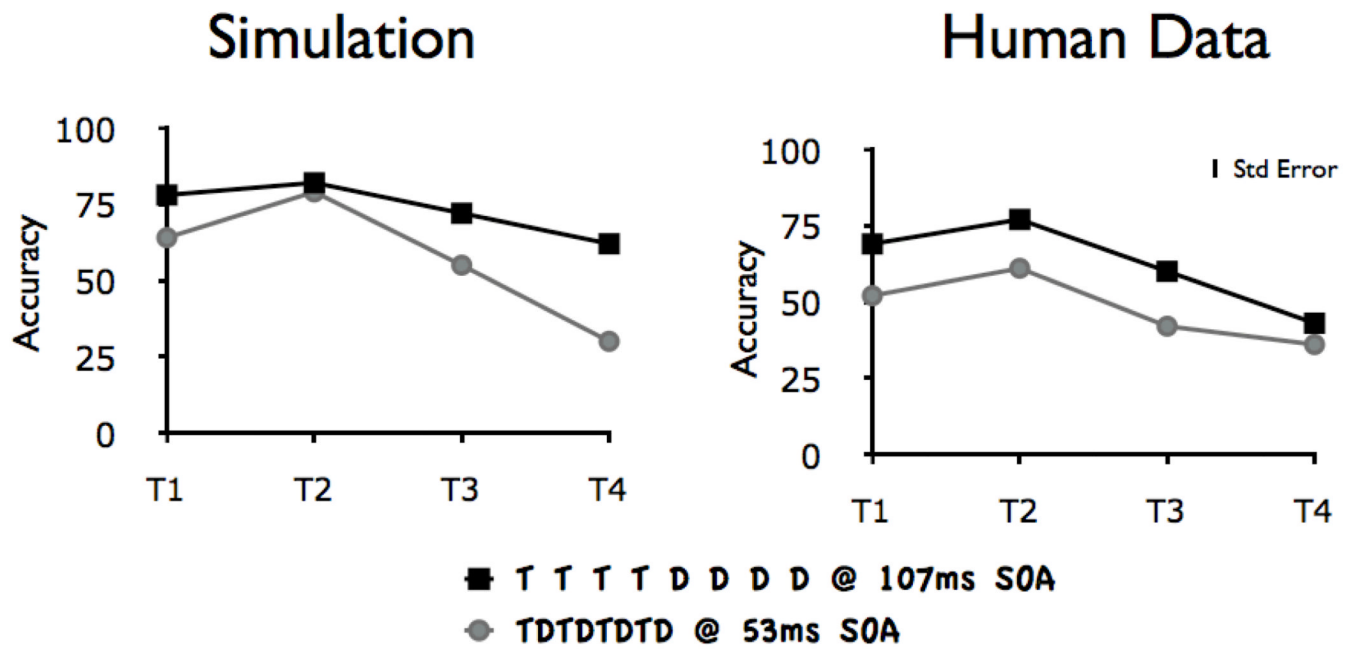 Simulation
Human Data
100
75
50
25
0
Accuracy
T1 T2 T3 T4
100
75
50
25
0
Accuracy
Std Error
T1 T2 T3 T4
T T T T D D D D @ 107ms SOA
TDTDTDTD @ 53ms SOA